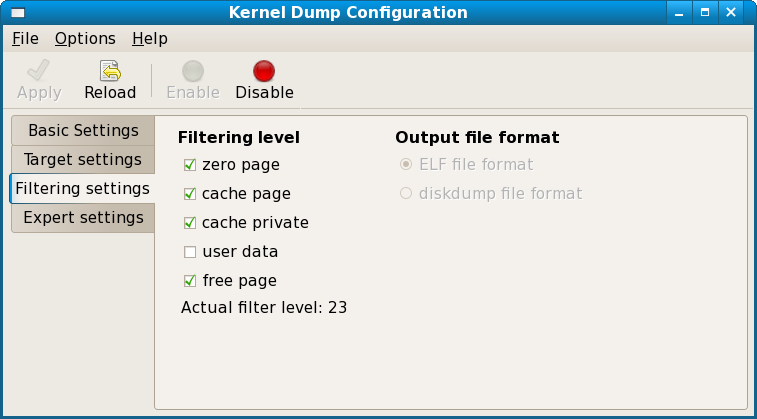 Kernel Dump Configuration
File Options Help
Apply Reload Enable Disable
Basic Settings
Target settings
Filtering settings
Expert settings
Filtering level
zero page
cache page
cache private
user data
free page
Actual filter level: 23
Output file format
ELF file format
diskdump file format